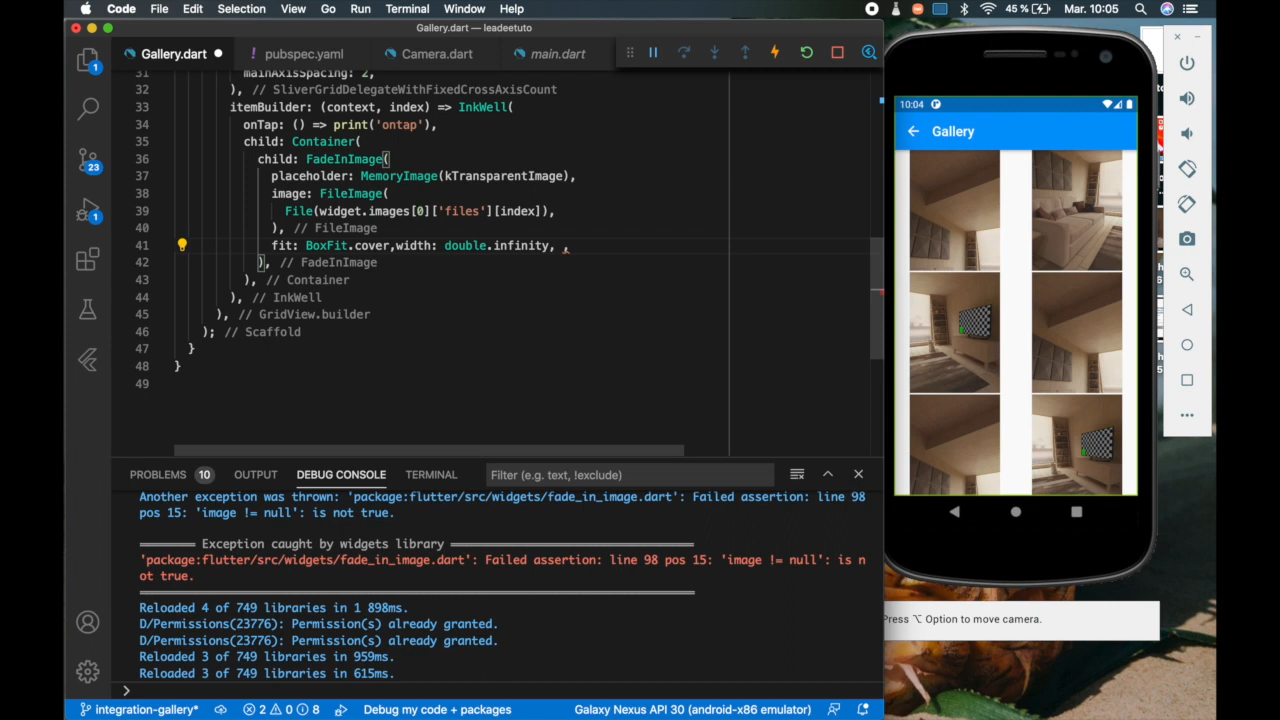 Code File Edit Selection View Go Run Terminal Window Help 45 % Mar. 10:05
Gallery.dart — leadeetuto
Gallery.dart pubspec.yaml Camera.dart main.dart
31 mainAxisSpacing: 2,
32 ), // SliverGridDelegateWithFixedCrossAxisCount
33 itemBuilder: (context, index) => InkWell(
34 onTap: () => print('ontap'),
35 child: Container(
36 child: FadeInImage(
37 placeholder: MemoryImage(kTransparentImage),
38 image: FileImage(
39 File(widget.images[0]['files'][index]),
40 ), // FileImage
41 fit: BoxFit.cover,width: double.infinity, ,
42 ), // FadeInImage
43 ), // Container
44 ), // InkWell
45 ), // GridView.builder
46 ); // Scaffold
47 }
48 }
49
1
23
1
PROBLEMS 10 OUTPUT DEBUG CONSOLE TERMINAL Filter (e.g. text, !exclude)
Another exception was thrown: 'package:flutter/src/widgets/fade_in_image.dart': Failed assertion: line 98
pos 15: 'image != null': is not true.
════════ Exception caught by widgets library ═══════════════════════════════════
'package:flutter/src/widgets/fade_in_image.dart': Failed assertion: line 98 pos 15: 'image != null': is n
ot true.
════════════════════════════════════════════════════════════════════════════════
Reloaded 4 of 749 libraries in 1 898ms.
D/Permissions(23776): Permission(s) already granted.
D/Permissions(23776): Permission(s) already granted.
Reloaded 3 of 749 libraries in 959ms.
Reloaded 3 of 749 libraries in 615ms.
integration-gallery* 2 0 8 Debug my code + packages Galaxy Nexus API 30 (android-x86 emulator)
10:04
Gallery
Press ⌥ Option to move camera.